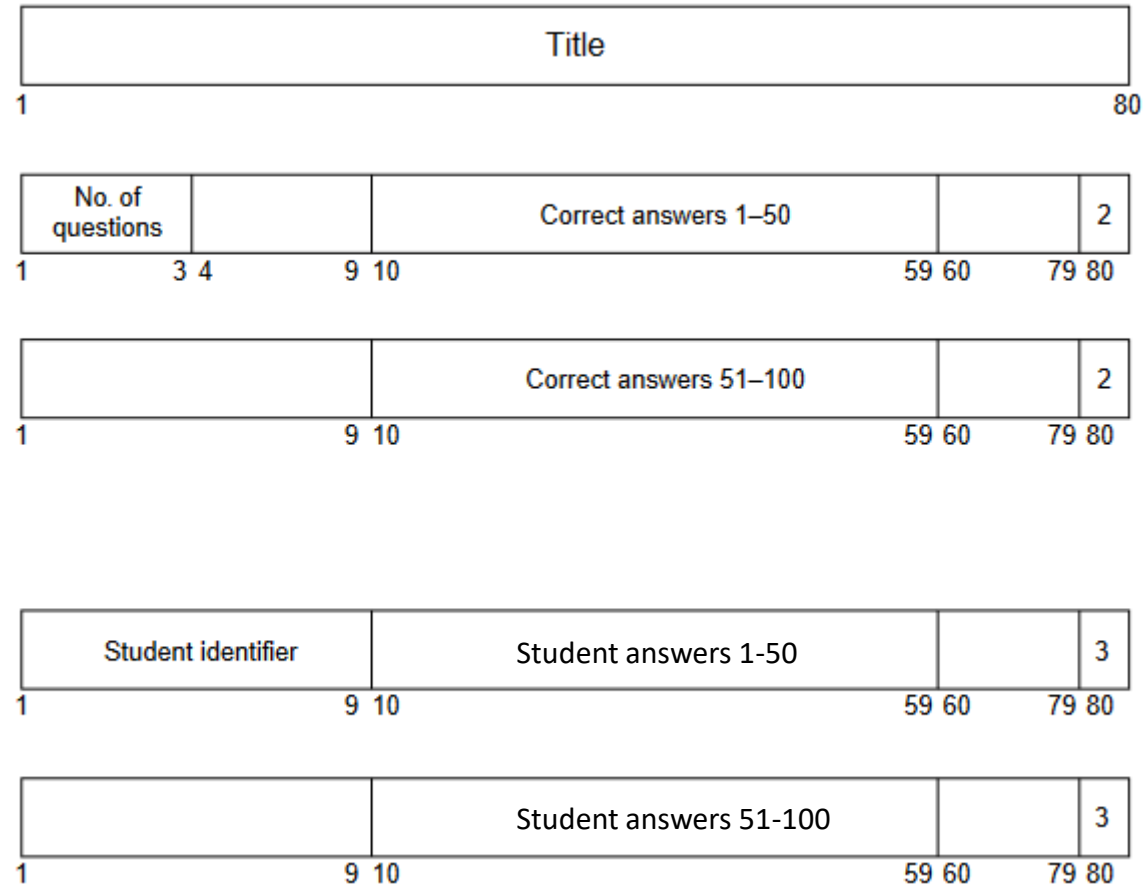 Title
1 80
No. of
questions
Correct answers 1–50
2
1 3 4 9 10 59 60 79 80
Correct answers 51–100
2
1 9 10 59 60 79 80
Student identifier
Student answers 1-50
3
1 9 10 59 60 79 80
Student answers 51-100
3
1 9 10 59 60 79 80